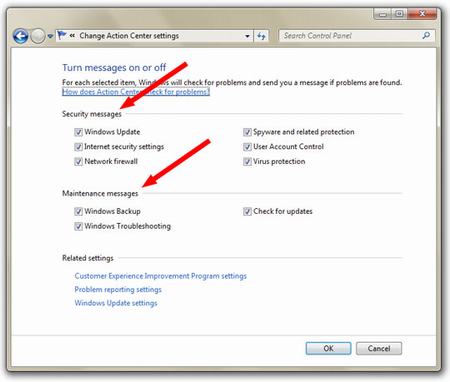 « Change Action Center settings
Search Control Panel
Turn messages on or off
For each selected item, Windows will check for problems and send you a message if problems are found.
How does Action Center check for problems?
Security messages
Windows Update
Spyware and related protection
Internet security settings
User Account Control
Network firewall
Virus protection
Maintenance messages
Windows Backup
Check for updates
Windows Troubleshooting
Related settings
Customer Experience Improvement Program settings
Problem reporting settings
Windows Update settings
OK
Cancel